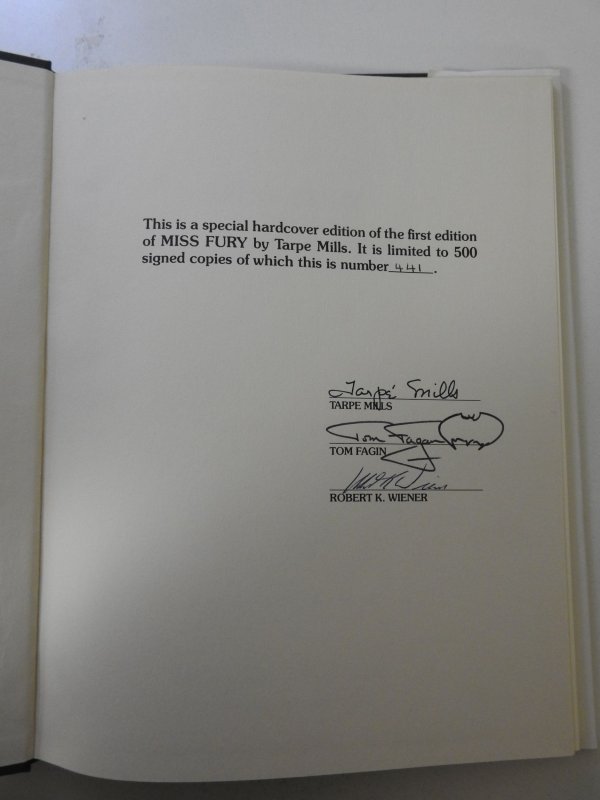 This is a special hardcover edition of the first edition
of MISS FURY by Tarpe Mills. It is limited to 500
signed copies of which this is number 441.
Tarpé Mills
TARPE MILLS
Tom Fagan
TOM FAGIN
ROBERT K. WIENER